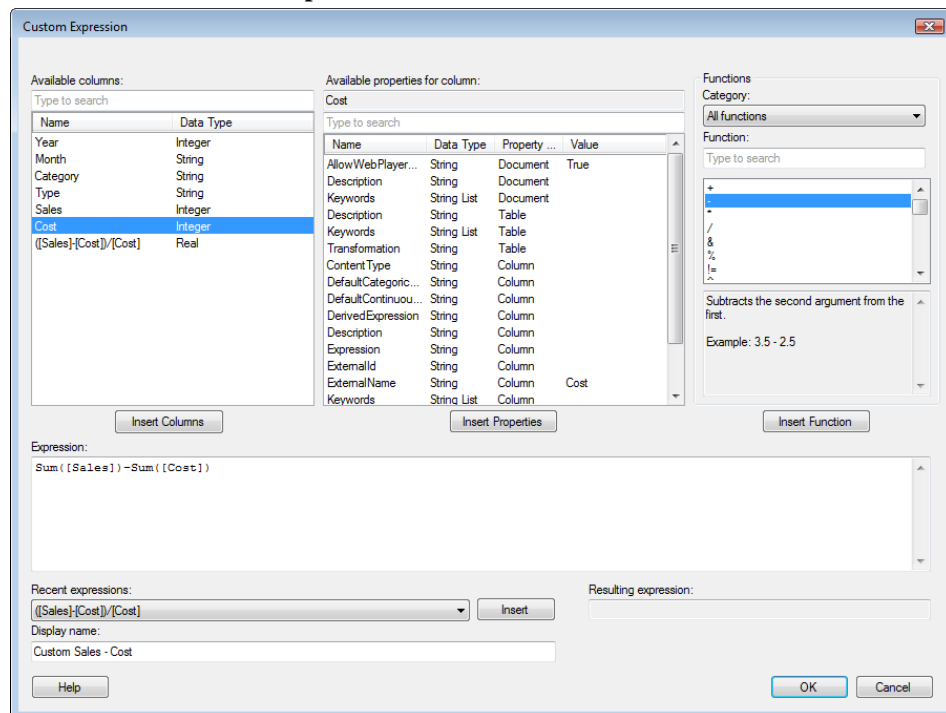 Custom Expression
Available columns:
Type to search
Name Data Type
Year Integer
Month String
Category String
Type String
Sales Integer
Cost Integer
([Sales]-[Cost])/[Cost] Real
Insert Columns
Available properties for column:
Cost
Type to search
Name Data Type Property ... Value
AllowWebPlayer... String Document True
Description String Document
Keywords String List Document
Description String Table
Keywords String List Table
Transformation String Table
ContentType String Column
DefaultCategoric... String Column
DefaultContinuou... String Column
DerivedExpression String Column
Description String Column
Expression String Column
ExternalId String Column
ExternalName String Column Cost
Keywords String List Column
Insert Properties
Functions
Category:
All functions
Function:
Type to search
+
-
*
/
&
%
!=
^
Subtracts the second argument from the
first.
Example: 3.5 - 2.5
Insert Function
Expression:
Sum([Sales])-Sum([Cost])
Recent expressions:
([Sales]-[Cost])/[Cost]
Insert
Resulting expression:
Display name:
Custom Sales - Cost
Help
OK
Cancel